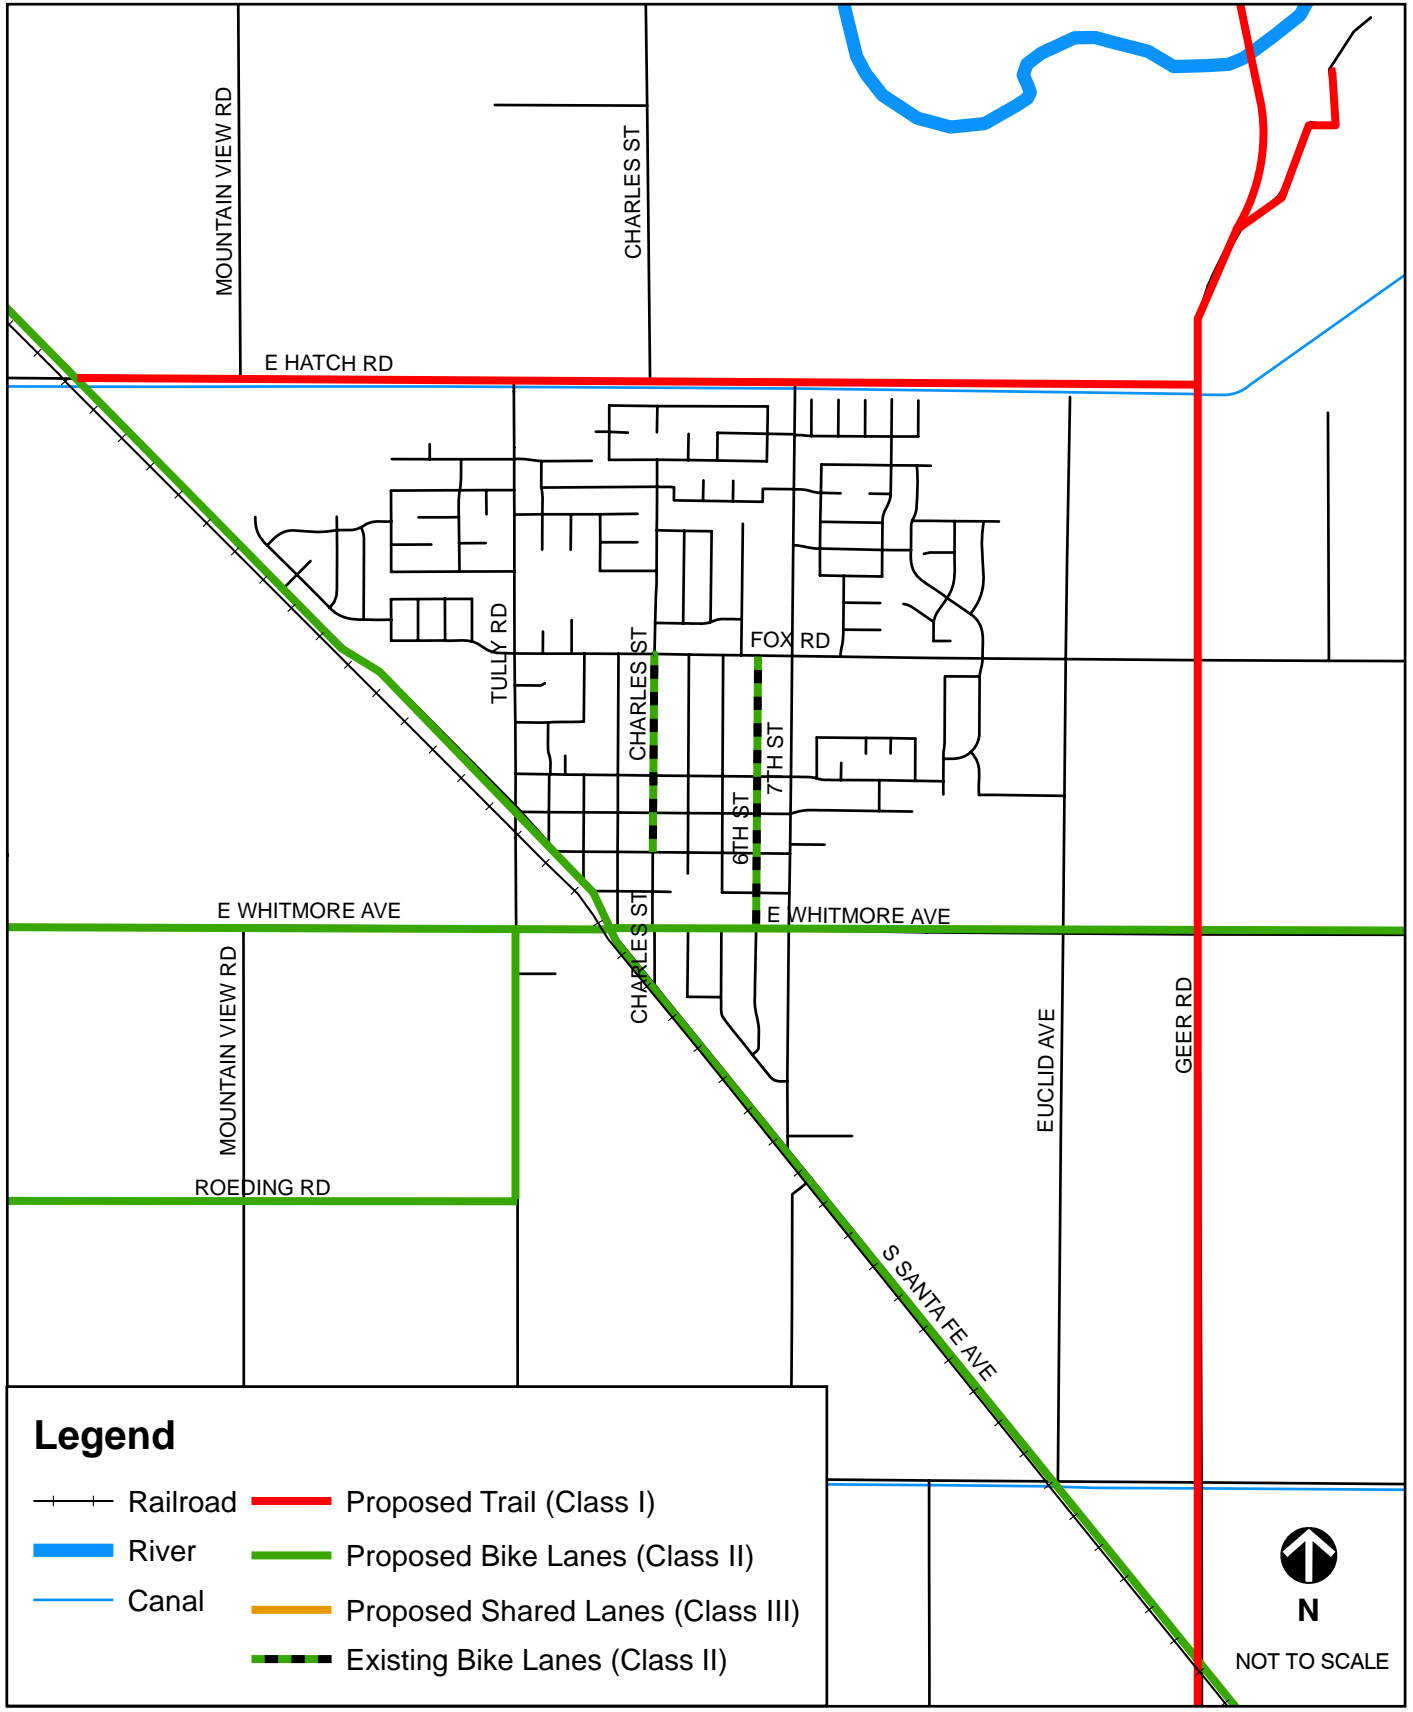 MOUNTAIN VIEW RD
CHARLES ST
E HATCH RD
TULLY RD
CHARLES ST
FOX RD
7TH ST
6TH ST
E WHITMORE AVE
E WHITMORE AVE
CHARLES ST
MOUNTAIN VIEW RD
EUCLID AVE
GEER RD
ROEDING RD
S SANTA FE AVE
Legend
Railroad
River
Canal
Proposed Trail (Class I)
Proposed Bike Lanes (Class II)
Proposed Shared Lanes (Class III)
Existing Bike Lanes (Class II)
N
NOT TO SCALE